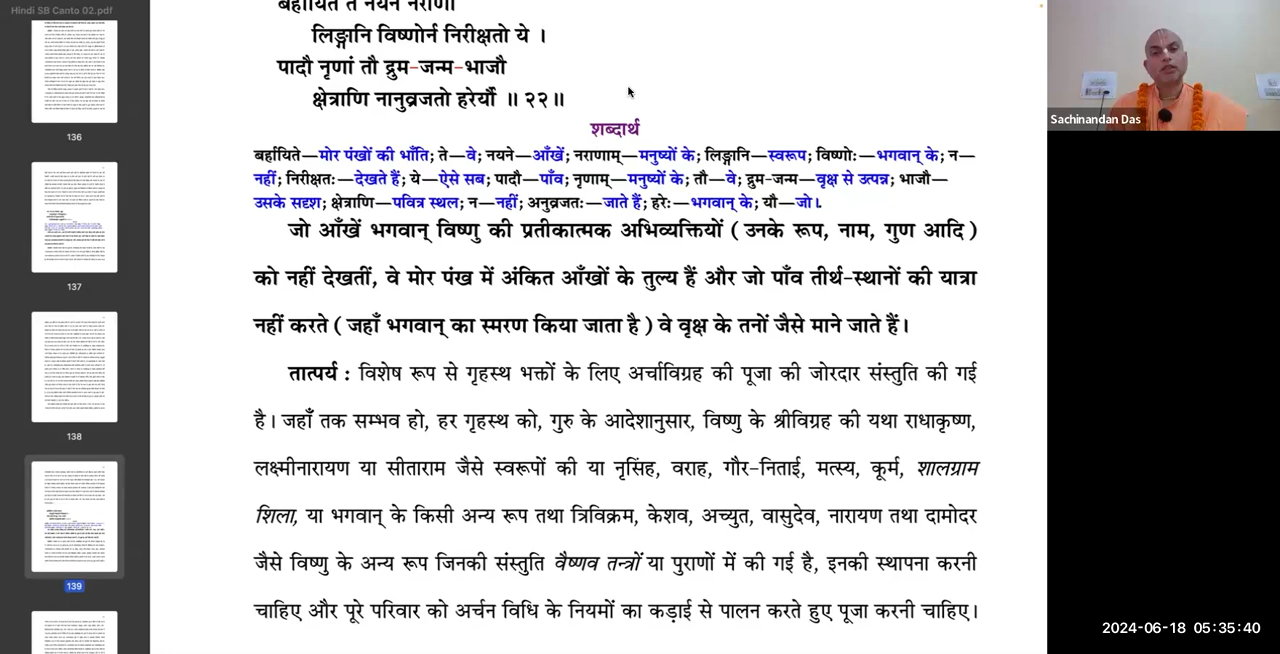 Hindi SB Canto 02.pdf
136
137
138
139
बर्हायिते ते नयने नराणां
लिङ्गानि विष्णोर्न निरीक्षतो ये ।
पादौ नृणां तौ द्रुम-जन्म-भाजौ
क्षेत्राणि नानुव्रजतो हरेर्यौ ॥ २२॥
शब्दार्थ
बर्हायिते—मोर पंखों की भाँति; ते—वे; नयने—आँखें; नराणाम्—मनुष्यों के; लिङ्गानि—स्वरूप; विष्णोः—भगवान् के; न—
नहीं; निरीक्षतः—देखते हैं; ये—ऐसे सब; पादौ—पाँव; नृणाम्—मनुष्यों के; तौ—वे; द्रुम-जन्म—वृक्ष से उत्पन्न; भाजौ—
उसके सदृश; क्षेत्राणि—पवित्र स्थल; न—नहीं; अनुव्रजतः—जाते हैं; हरेः—भगवान् के; यौ—जो।
जो आँखें भगवान् विष्णु की प्रतीकात्मक अभिव्यक्तियों ( उनके रूप, नाम, गुण आदि )
को नहीं देखतीं, वे मोर पंख में अंकित आँखों के तुल्य हैं और जो पाँव तीर्थ-स्थानों की यात्रा
नहीं करते ( जहाँ भगवान् का स्मरण किया जाता है ) वे वृक्ष के तनों जैसे माने जाते हैं।
तात्पर्य : विशेष रूप से गृहस्थ भक्तों के लिए अर्चाविग्रह की पूजा की जोरदार संस्तुति की गई
है। जहाँ तक सम्भव हो, हर गृहस्थ को, गुरु के आदेशानुसार, विष्णु के श्रीविग्रह की यथा राधाकृष्ण,
लक्ष्मीनारायण या सीताराम जैसे स्वरूपों की या नृसिंह, वराह, गौर-निताई, मत्स्य, कूर्म, शालग्राम
शिला, या भगवान् के किसी अन्य रूप तथा त्रिविक्रम, केशव, अच्युत, वासुदेव, नारायण तथा दामोदर
जैसे विष्णु के अन्य रूप जिनकी संस्तुति वैष्णव तन्त्रों या पुराणों में की गई है, इनकी स्थापना करनी
चाहिए और पूरे परिवार को अर्चन विधि के नियमों का कड़ाई से पालन करते हुए पूजा करनी चाहिए।
Sachinandan Das
2024-06-18 05:35:40